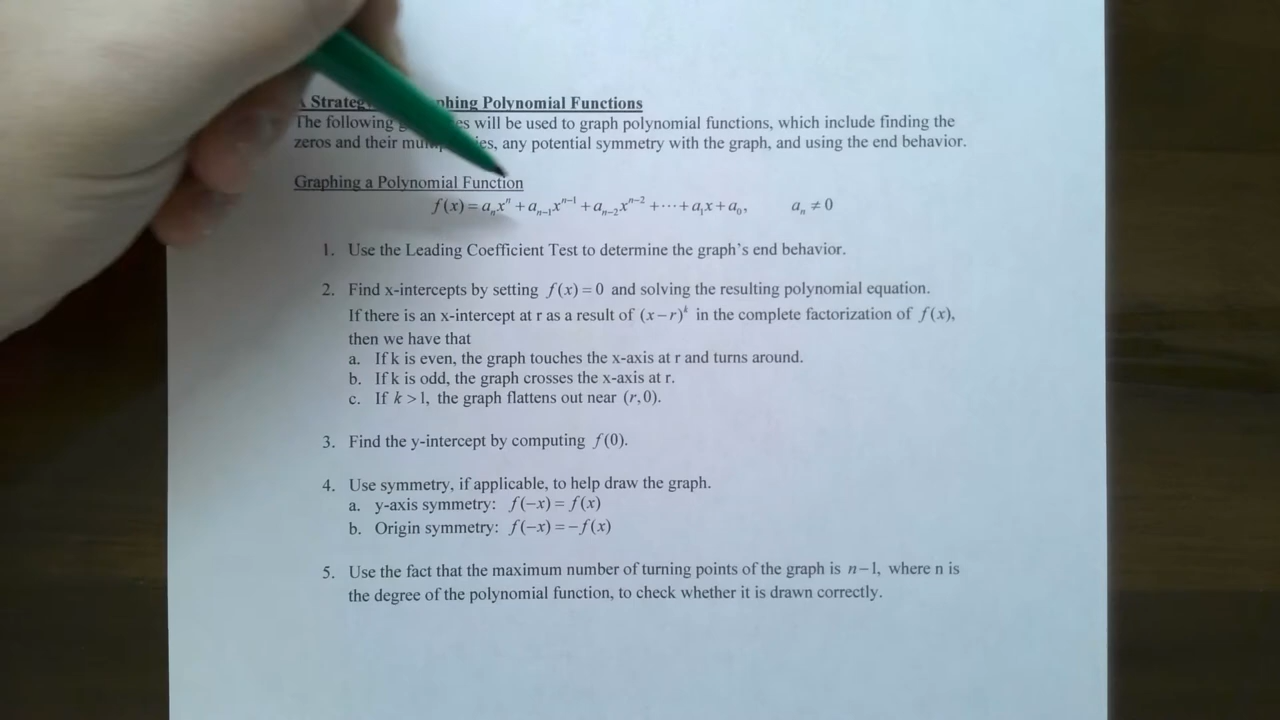 A Strateg phing Polynomial Functions
The following g es will be used to graph polynomial functions, which include finding the
zeros and their mul ies, any potential symmetry with the graph, and using the end behavior.
Graphing a Polynomial Function
f(x) = aₙxⁿ + aₙ₋₁xⁿ⁻¹ + aₙ₋₂xⁿ⁻² + ⋯ + a₁x + a₀, aₙ ≠ 0
1. Use the Leading Coefficient Test to determine the graph's end behavior.
2. Find x-intercepts by setting f(x) = 0 and solving the resulting polynomial equation.
If there is an x-intercept at r as a result of (x − r)ᵏ in the complete factorization of f(x),
then we have that
a. If k is even, the graph touches the x-axis at r and turns around.
b. If k is odd, the graph crosses the x-axis at r.
c. If k > 1, the graph flattens out near (r, 0).
3. Find the y-intercept by computing f(0).
4. Use symmetry, if applicable, to help draw the graph.
a. y-axis symmetry: f(−x) = f(x)
b. Origin symmetry: f(−x) = −f(x)
5. Use the fact that the maximum number of turning points of the graph is n − 1, where n is
the degree of the polynomial function, to check whether it is drawn correctly.